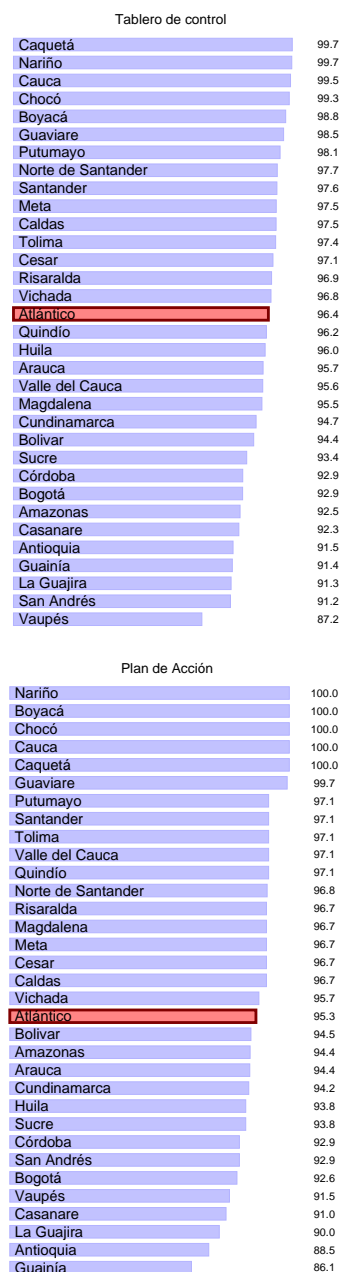 Tablero de control
Caquetá 99.7
Nariño 99.7
Cauca 99.5
Chocó 99.3
Boyacá 98.8
Guaviare 98.5
Putumayo 98.1
Norte de Santander 97.7
Santander 97.6
Meta 97.5
Caldas 97.5
Tolima 97.4
Cesar 97.1
Risaralda 96.9
Vichada 96.8
Atlántico 96.4
Quindío 96.2
Huila 96.0
Arauca 95.7
Valle del Cauca 95.6
Magdalena 95.5
Cundinamarca 94.7
Bolivar 94.4
Sucre 93.4
Córdoba 92.9
Bogotá 92.9
Amazonas 92.5
Casanare 92.3
Antioquia 91.5
Guainía 91.4
La Guajira 91.3
San Andrés 91.2
Vaupés 87.2
Plan de Acción
Nariño 100.0
Boyacá 100.0
Chocó 100.0
Cauca 100.0
Caquetá 100.0
Guaviare 99.7
Putumayo 97.1
Santander 97.1
Tolima 97.1
Valle del Cauca 97.1
Quindío 97.1
Norte de Santander 96.8
Risaralda 96.7
Magdalena 96.7
Meta 96.7
Cesar 96.7
Caldas 96.7
Vichada 95.7
Atlántico 95.3
Bolivar 94.5
Amazonas 94.4
Arauca 94.4
Cundinamarca 94.2
Huila 93.8
Sucre 93.8
Córdoba 92.9
San Andrés 92.9
Bogotá 92.6
Vaupés 91.5
Casanare 91.0
La Guajira 90.0
Antioquia 88.5
Guainía 86.1